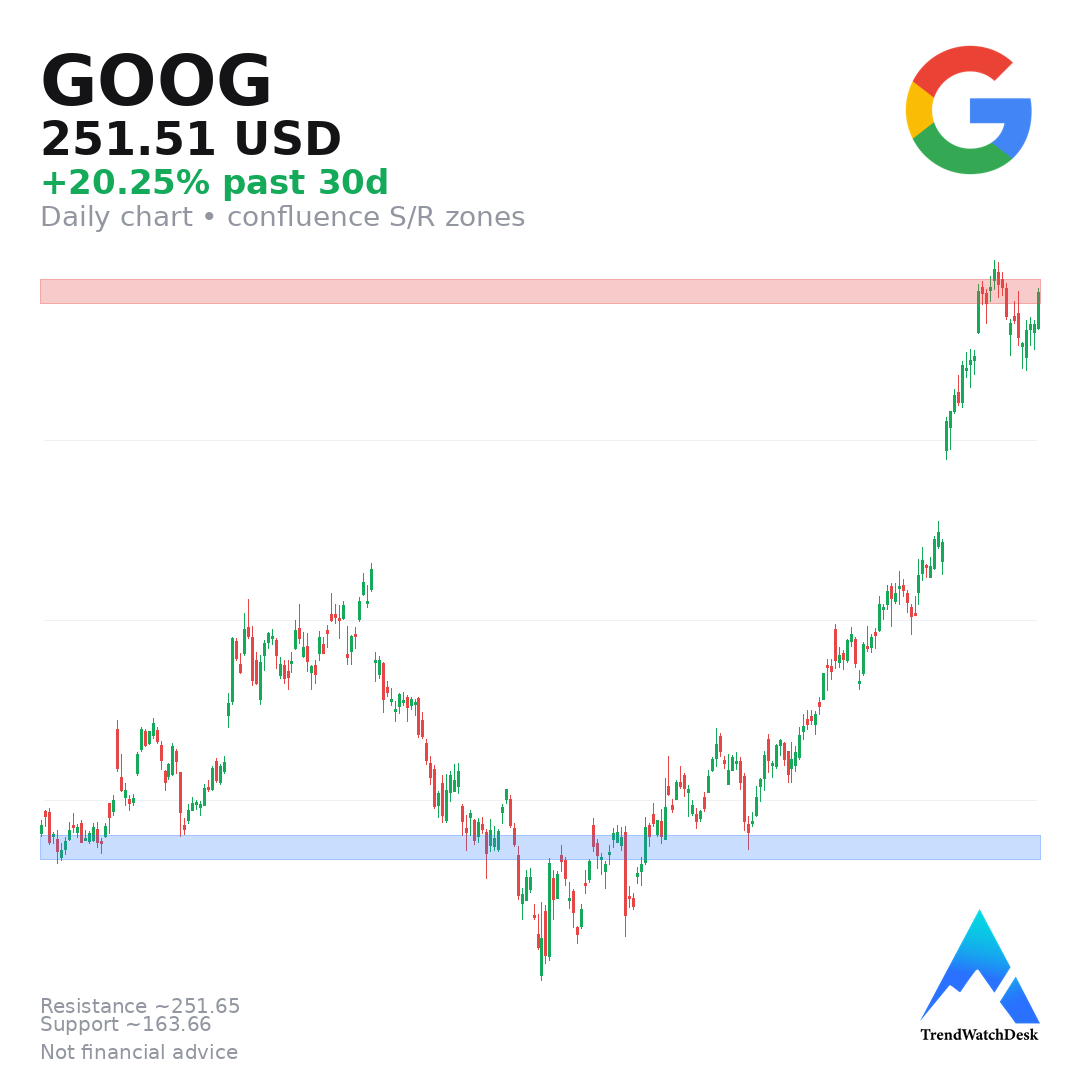 GOOG
251.51 USD
+20.25% past 30d
Daily chart • confluence S/R zones
Resistance ~251.65
Support ~163.66
Not financial advice
TrendWatchDesk